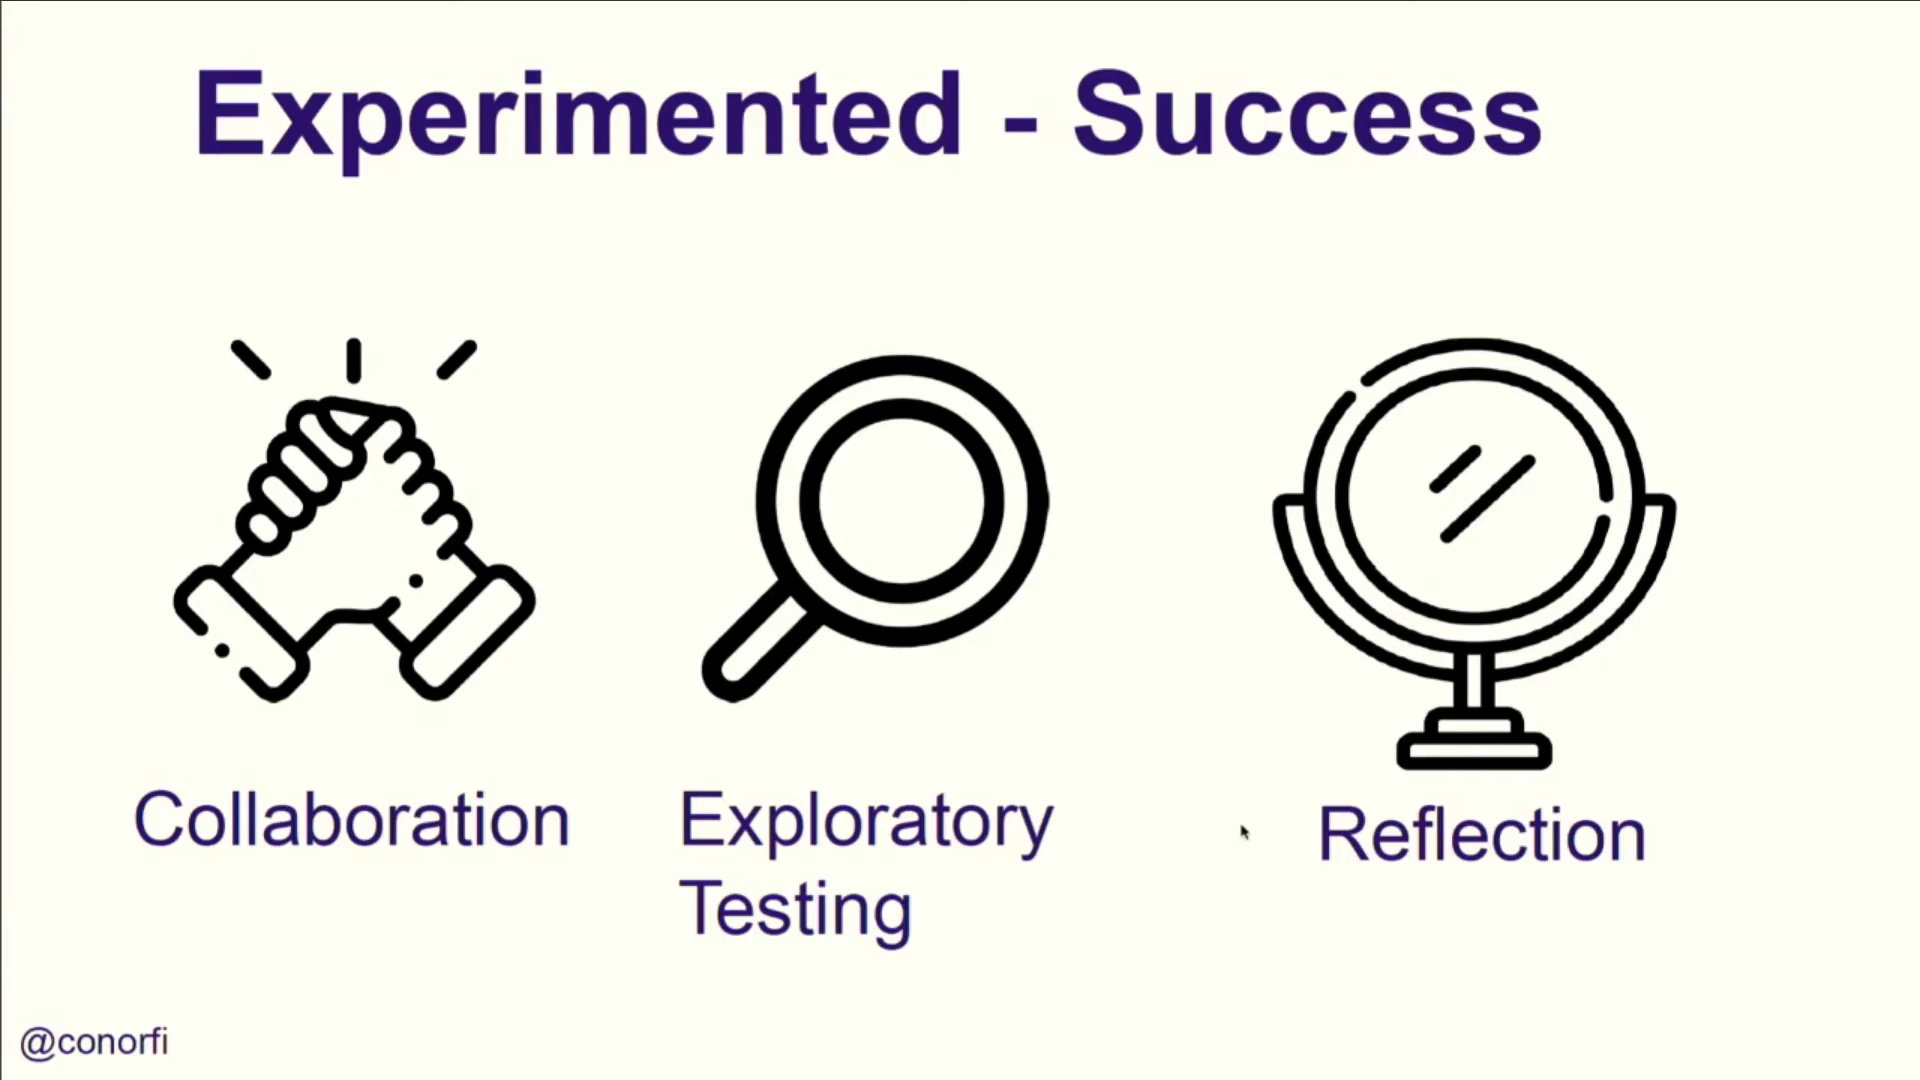 Experimented - Success
Collaboration
Exploratory
Testing
Reflection
@conorfi